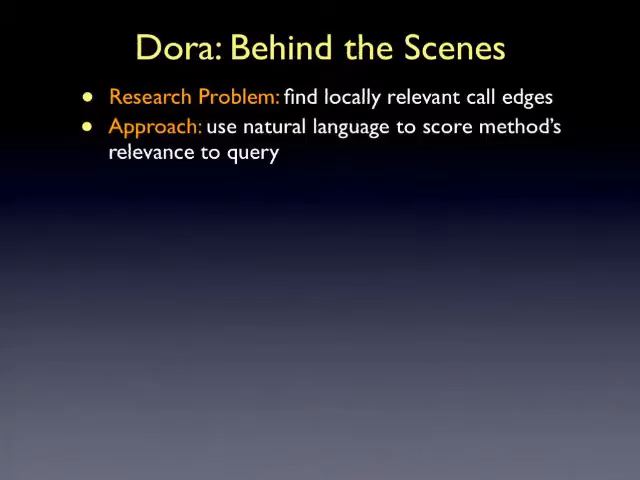 Dora: Behind the Scenes
• Research Problem: find locally relevant call edges
• Approach: use natural language to score method’s
relevance to query